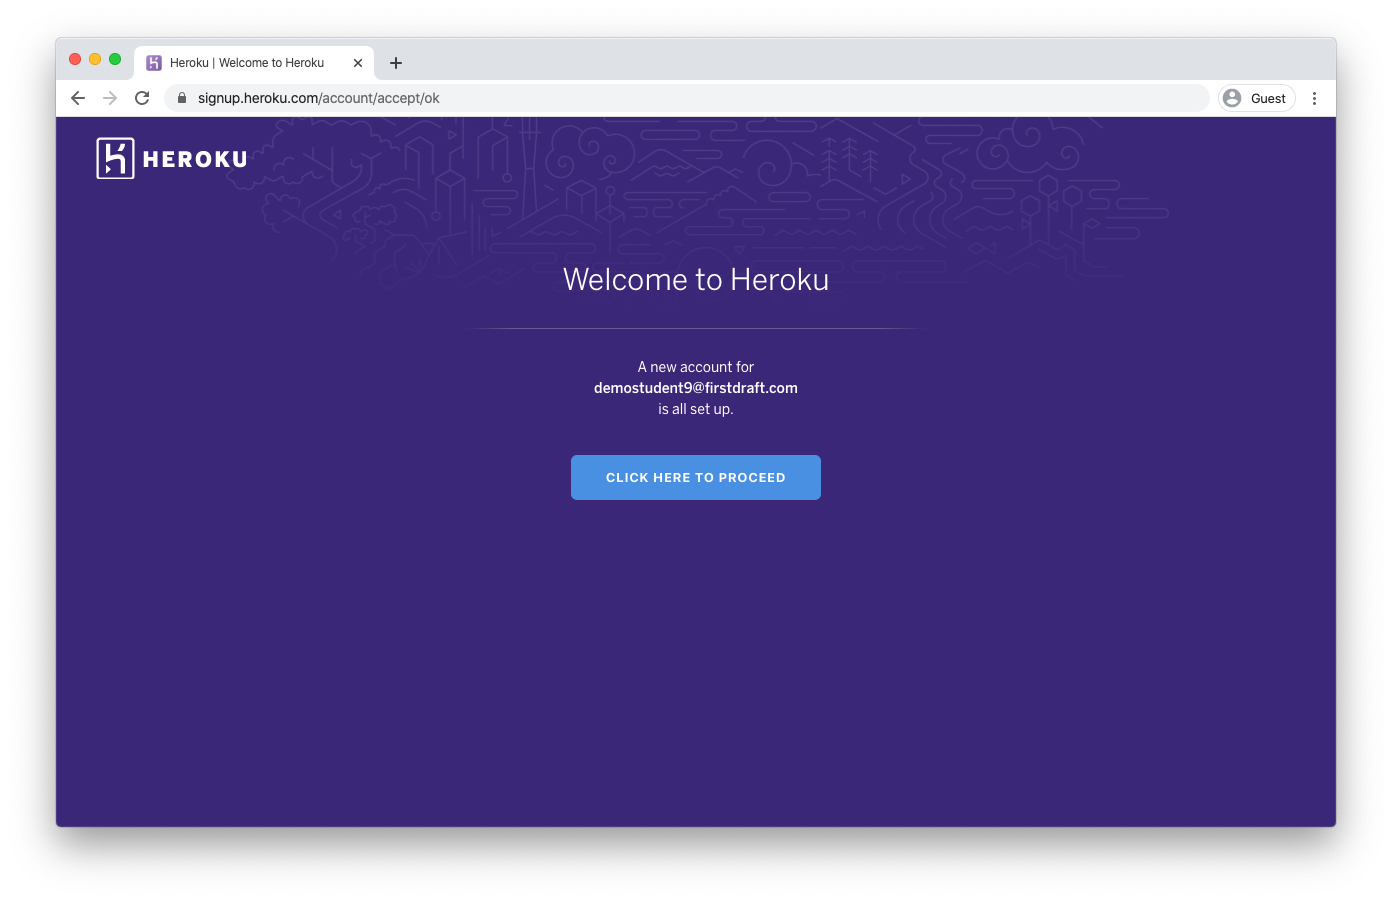 Heroku | Welcome to Heroku
signup.heroku.com/account/accept/ok
Guest
HEROKU
Welcome to Heroku
A new account for
demostudent9@firstdraft.com
is all set up.
CLICK HERE TO PROCEED